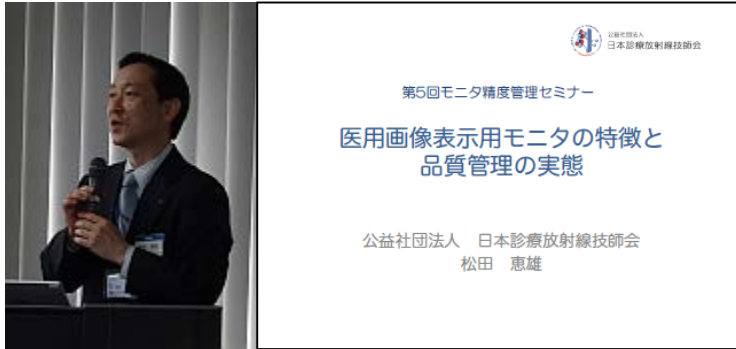 公益社団法人
日本診療放射線技師会
第5回モニタ精度管理セミナー
医用画像表示用モニタの特徴と
品質管理の実態
公益社団法人 日本診療放射線技師会
松田 恵雄